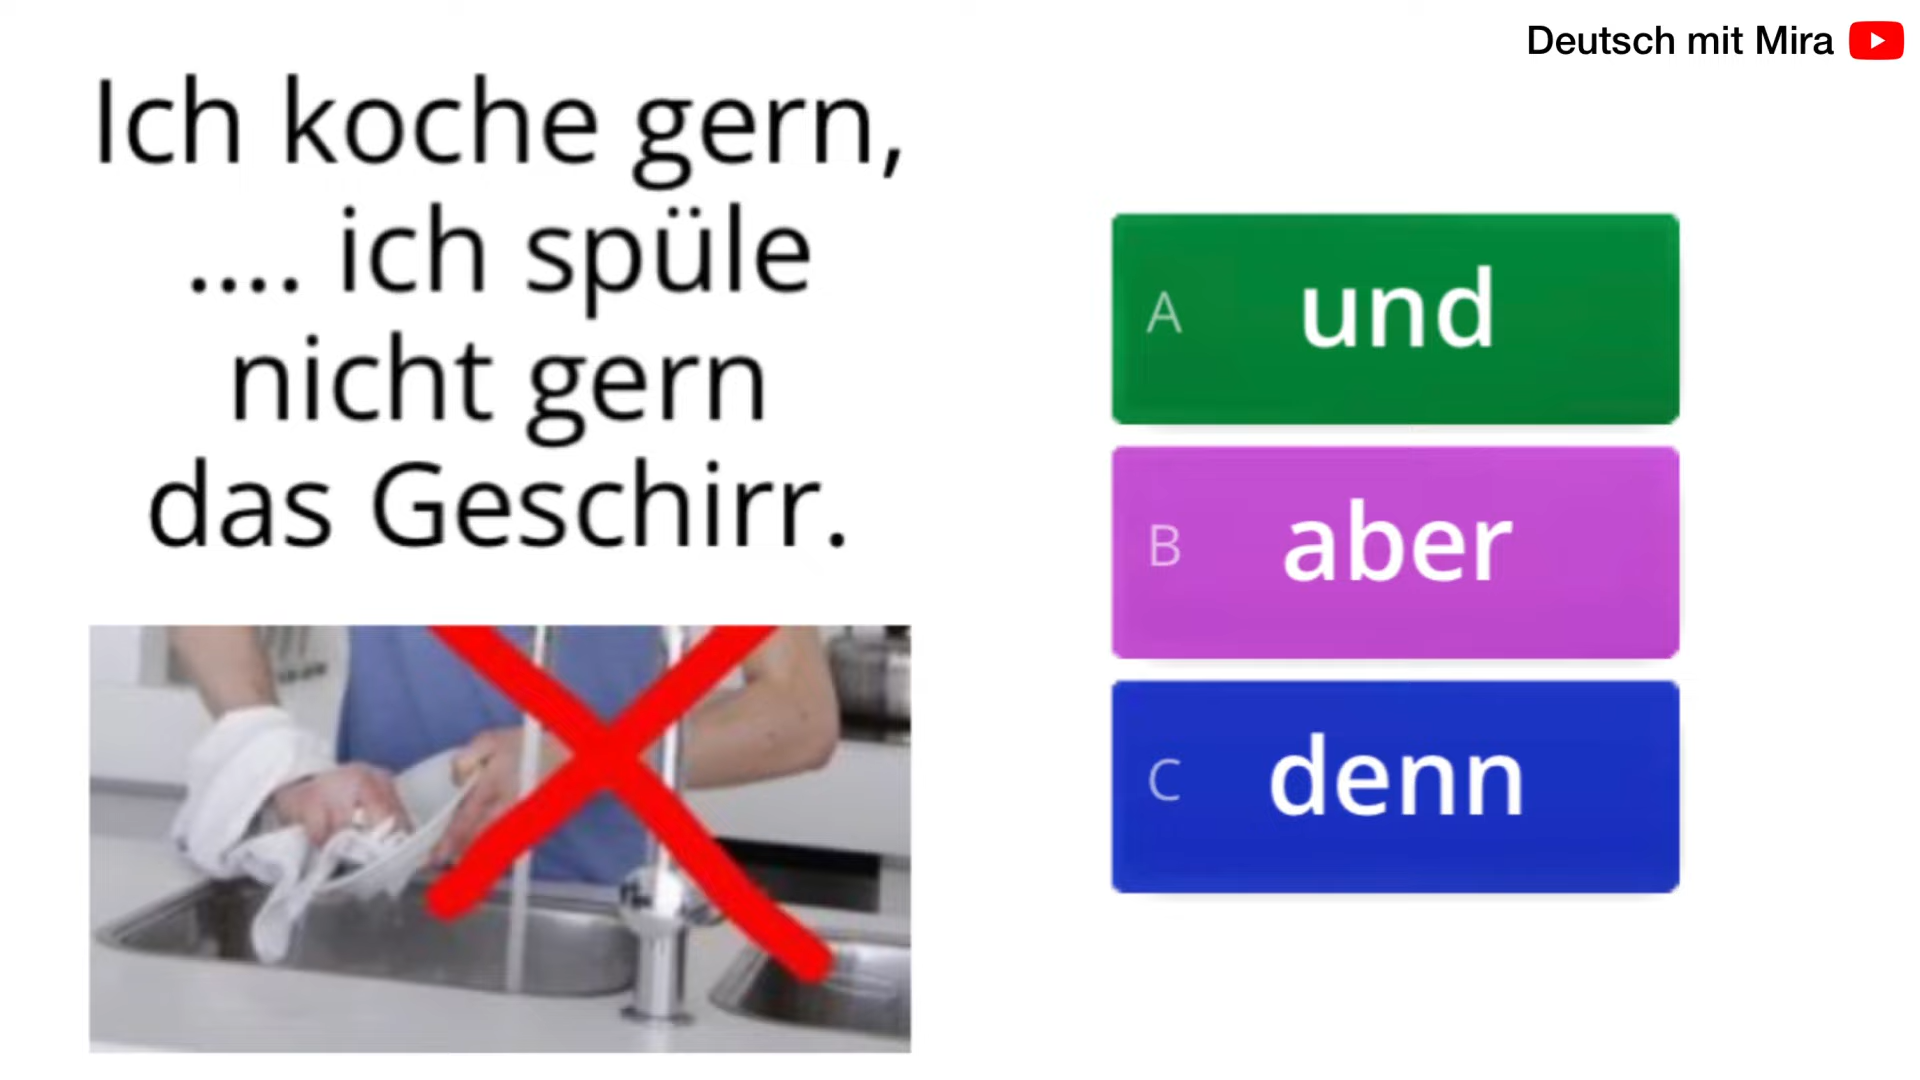 Deutsch mit Mira
Ich koche gern,
.... ich spüle
nicht gern
das Geschirr.
A und
B aber
C denn